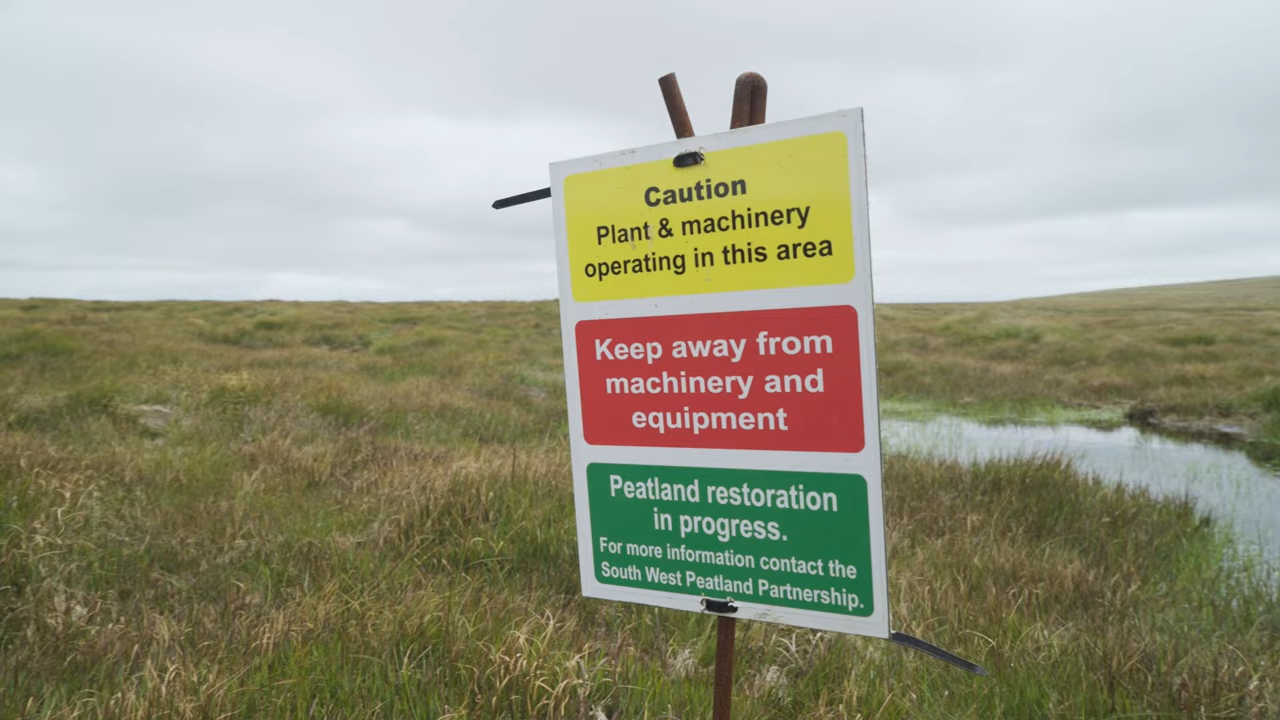 Caution
Plant & machinery
operating in this area
Keep away from
machinery and
equipment
Peatland restoration
in progress.
For more information contact the
South West Peatland Partnership.